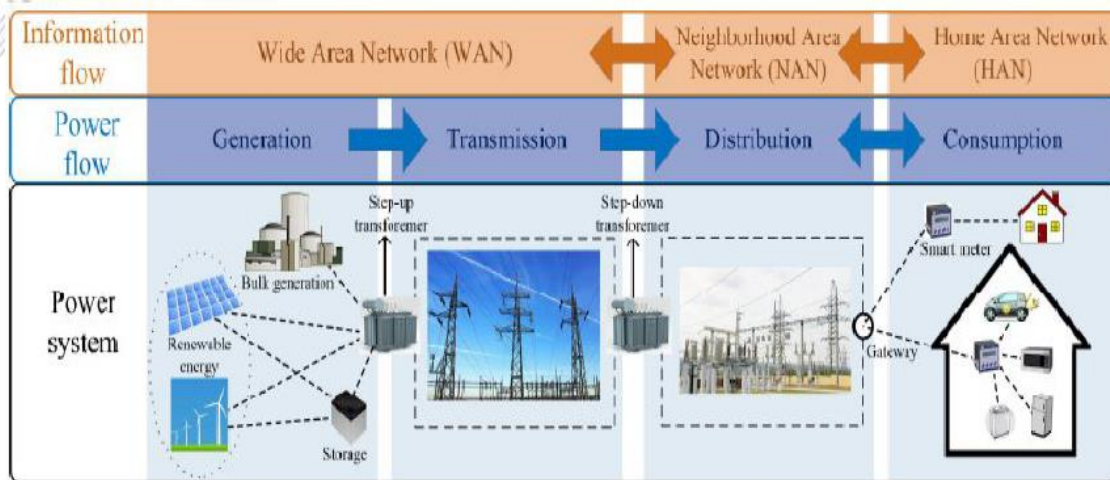 Information
flow
Wide Area Network (WAN)
Neighborhood Area
Network (NAN)
Home Area Network
(HAN)
Power
flow
Generation
Transmission
Distribution
Consumption
Power
system
Bulk generation
Renewable
energy
Storage
Step-up
transforemer
Step-down
transforemer
Gateway
Smart meter